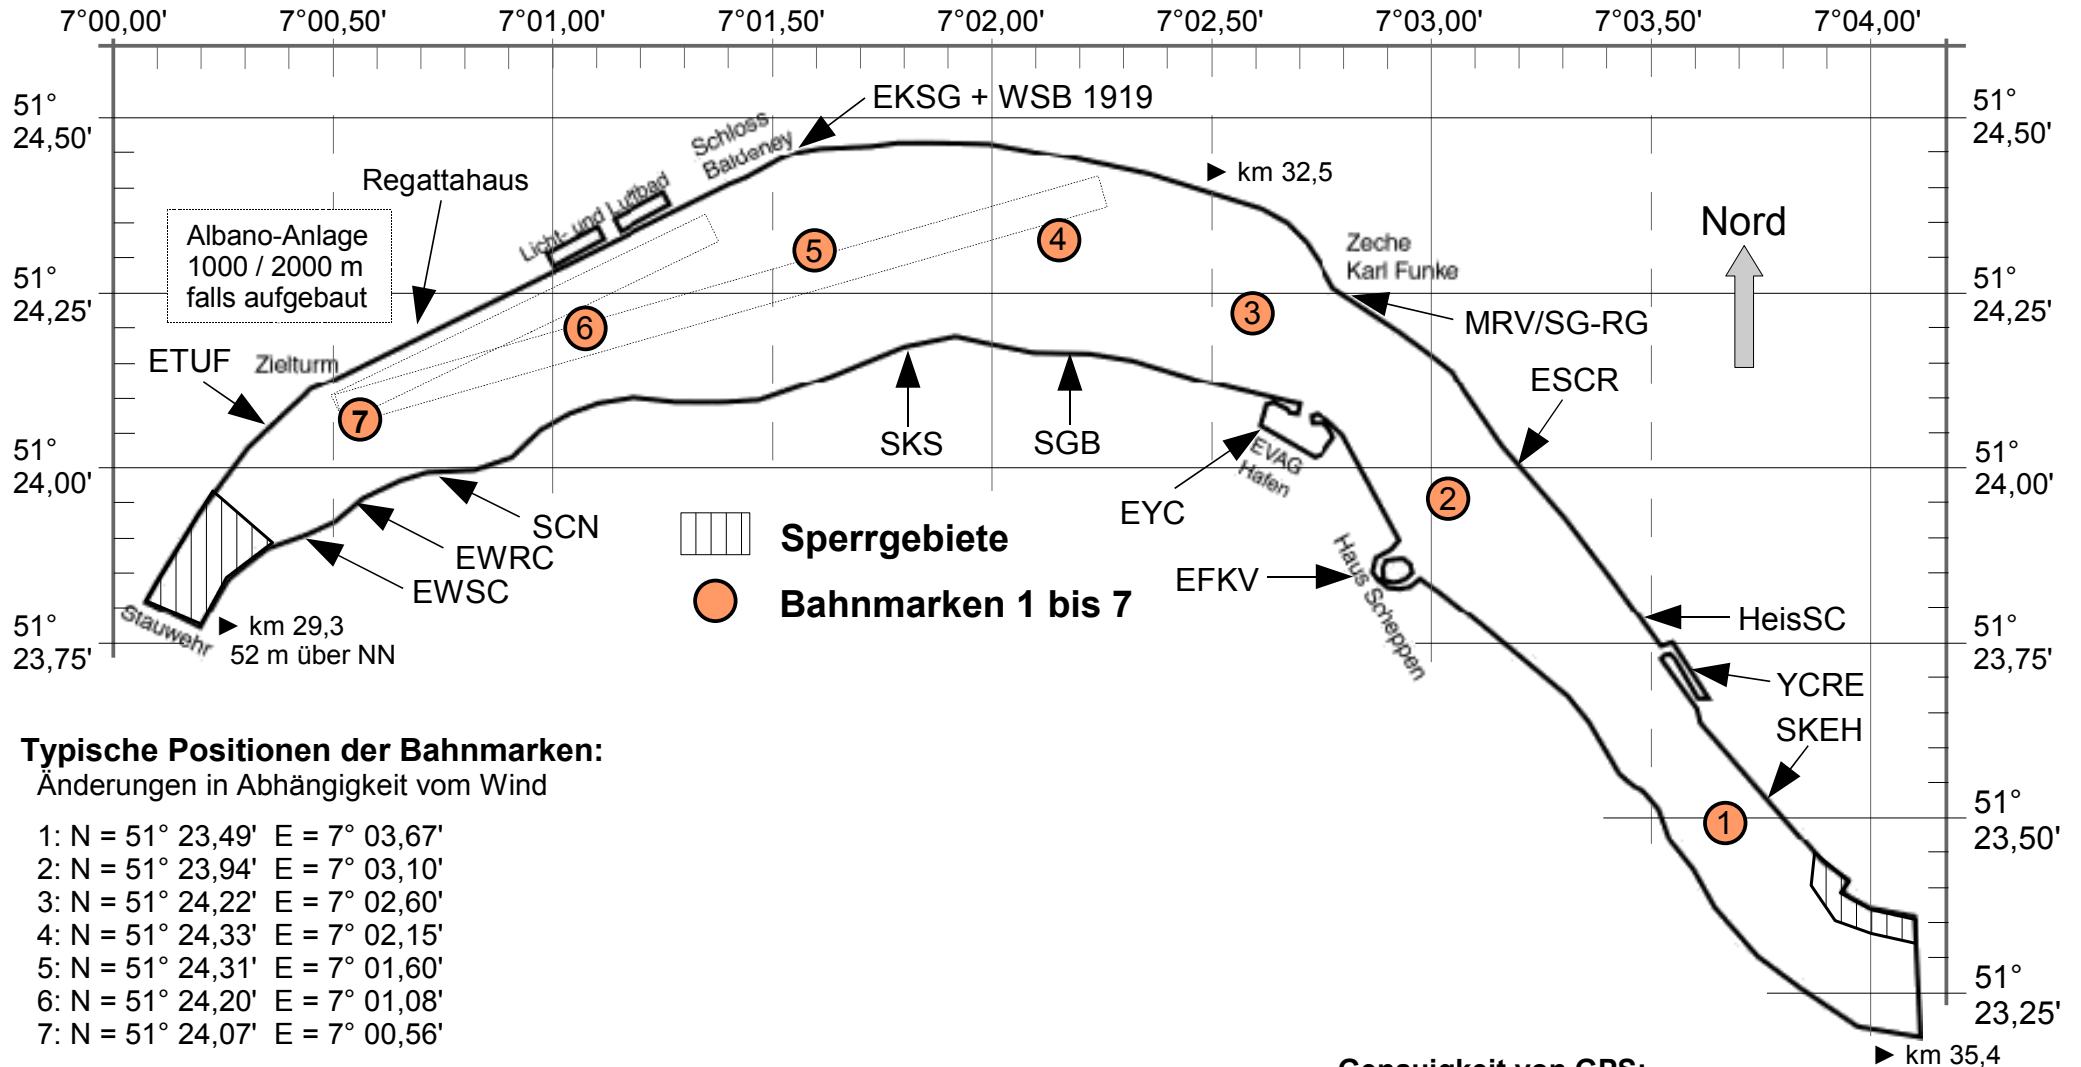 7°00,00' 7°00,50' 7°01,00' 7°01,50' 7°02,00' 7°02,50' 7°03,00' 7°03,50' 7°04,00'
51°
24,50'
51°
24,25'
51°
24,00'
51°
23,75'
51°
24,50'
51°
24,25'
51°
24,00'
51°
23,75'
51°
23,50'
51°
23,25'
EKSG + WSB 1919
Schloss
Baldeney
Regattahaus
Licht- und Luftbad
► km 32,5
Albano-Anlage
1000 / 2000 m
falls aufgebaut
Nord
Zeche
Karl Funke
MRV/SG-RG
ETUF
Zielturm
ESCR
SKS
SGB
EVAG
Hafen
EYC
SCN
EWRC
EWSC
Haus Scheppen
EFKV
HeisSC
YCRE
SKEH
Stauwehr
► km 29,3
52 m über NN
7
6
5
4
3
2
1
Sperrgebiete
Bahnmarken 1 bis 7
Typische Positionen der Bahnmarken:
Änderungen in Abhängigkeit vom Wind
1: N = 51° 23,49' E = 7° 03,67'
2: N = 51° 23,94' E = 7° 03,10'
3: N = 51° 24,22' E = 7° 02,60'
4: N = 51° 24,33' E = 7° 02,15'
5: N = 51° 24,31' E = 7° 01,60'
6: N = 51° 24,20' E = 7° 01,08'
7: N = 51° 24,07' E = 7° 00,56'
► km 35,4
Genauigkeit von GPS: